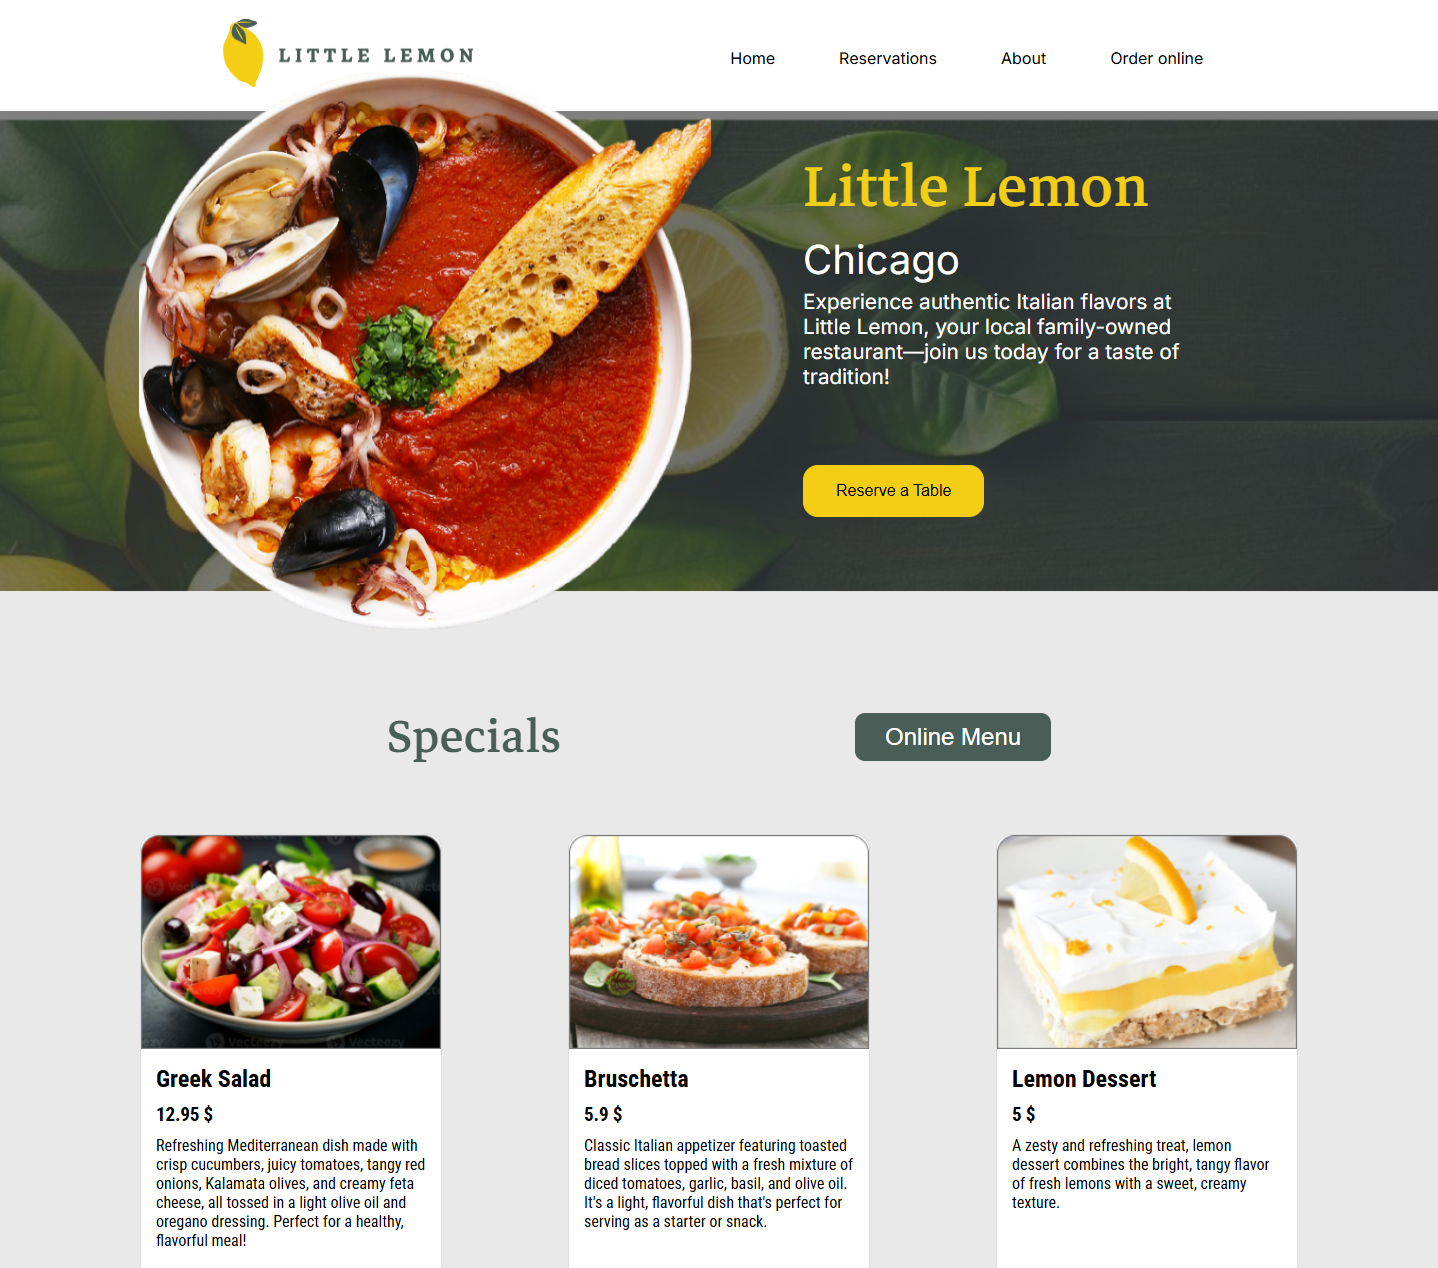 LITTLE LEMON
Home
Reservations
About
Order online
Little Lemon
Chicago
Experience authentic Italian flavors at
Little Lemon, your local family-owned
restaurant—join us today for a taste of
tradition!
Reserve a Table
Specials
Online Menu
Greek Salad
12.95 $
Refreshing Mediterranean dish made with
crisp cucumbers, juicy tomatoes, tangy red
onions, Kalamata olives, and creamy feta
cheese, all tossed in a light olive oil and
oregano dressing. Perfect for a healthy,
flavorful meal!
Bruschetta
5.9 $
Classic Italian appetizer featuring toasted
bread slices topped with a fresh mixture of
diced tomatoes, garlic, basil, and olive oil.
It's a light, flavorful dish that's perfect for
serving as a starter or snack.
Lemon Dessert
5 $
A zesty and refreshing treat, lemon
dessert combines the bright, tangy flavor
of fresh lemons with a sweet, creamy
texture.